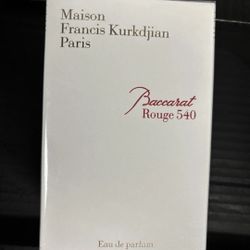 Maison
Francis Kurkdjian
Paris
Baccarat
Rouge 540
Eau de parfum